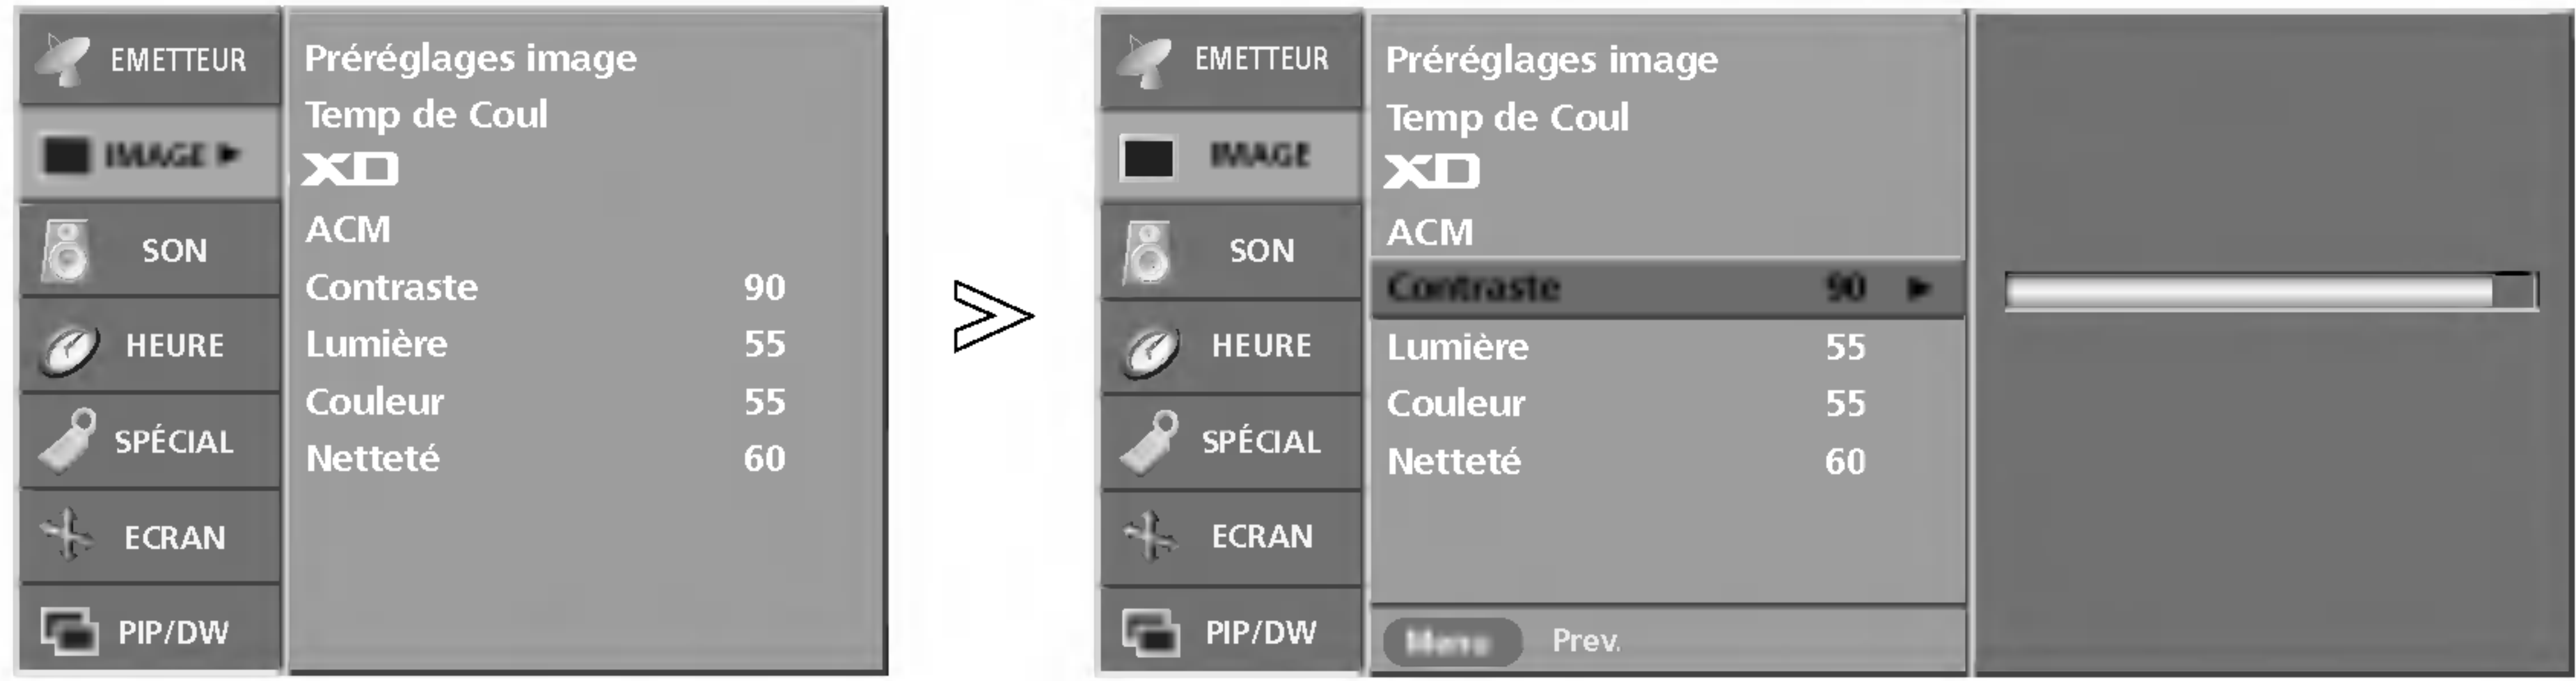 EMETTEUR
IMAGE ►
SON
HEURE
SPÉCIAL
ECRAN
PIP/DW
Préréglages image
Temp de Coul
XD
ACM
Contraste 90
Lumière 55
Couleur 55
Netteté 60
EMETTEUR
IMAGE
SON
HEURE
SPÉCIAL
ECRAN
PIP/DW
Préréglages image
Temp de Coul
XD
ACM
Contraste 90 ►
Lumière 55
Couleur 55
Netteté 60
Menu Prev.